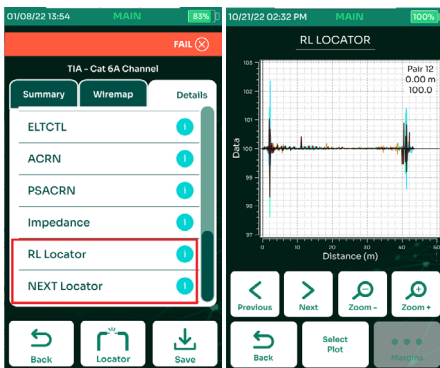 01/08/22 13:54 MAIN 83%
FAIL
TIA - Cat 6A Channel
Summary Wiremap Details
ELTCTL i
ACRN i
PSACRN i
Impedance i
RL Locator i
NEXT Locator i
Back Locator Save
10/21/22 02:32 PM MAIN 100%
RL LOCATOR
Pair 12
0.00 m
100.0
103
102
101
100
99
98
97
Data
0 10 20 30 40 50
Distance (m)
Previous Next Zoom - Zoom +
Back Select Plot Margins